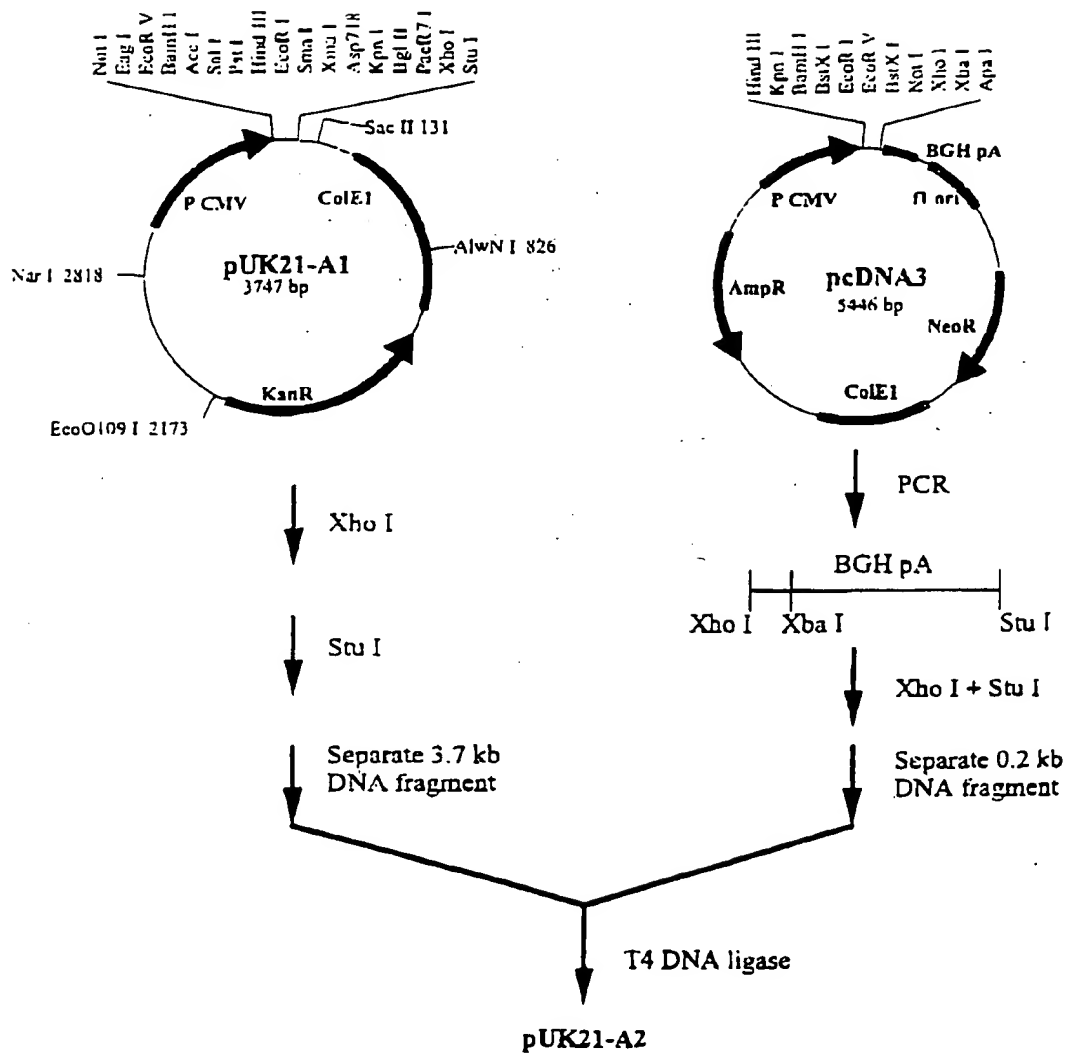 Not I
Eag I
EcoR V
BamH I
Acc I
Sal I
Pst I
Hind III
EcoR I
Sma I
Xma I
Asp718
Kpn I
Bgl II
PaeR7 I
Xho I
Stu I
Sac II 131
P CMV
ColE1
AlwN I 826
pUK21-A1
3747 bp
Nar I 2818
KanR
EcoO109 I 2173
Hind III
Kpn I
BamH I
BstX I
EcoR I
EcoR V
BstX I
Not I
Xho I
Xba I
Apa I
BGH pA
P CMV
f1 ori
AmpR
pcDNA3
5446 bp
NeoR
ColE1
Xho I
Stu I
Separate 3.7 kb
DNA fragment
PCR
BGH pA
Xho I
Xba I
Stu I
Xho I + Stu I
Separate 0.2 kb
DNA fragment
T4 DNA ligase
pUK21-A2